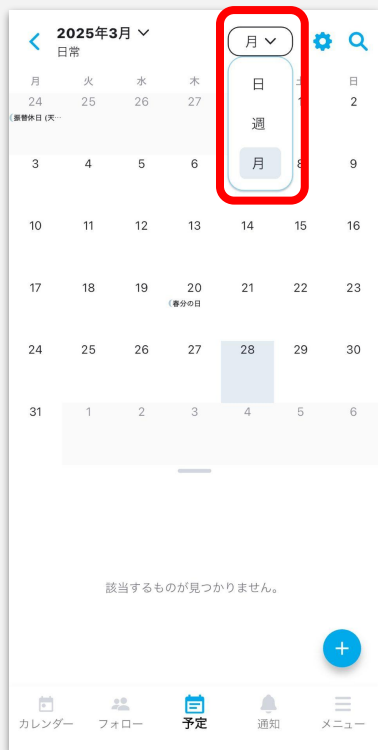 2025年3月
日常
月
日
週
月
月 火 水 木 土 日
24 25 26 27 1 2
(振替休日 (天…
3 4 5 6 8 9
10 11 12 13 14 15 16
17 18 19 20 21 22 23
(春分の日
24 25 26 27 28 29 30
31 1 2 3 4 5 6
該当するものが見つかりません。
+
カレンダー フォロー 予定 通知 メニュー